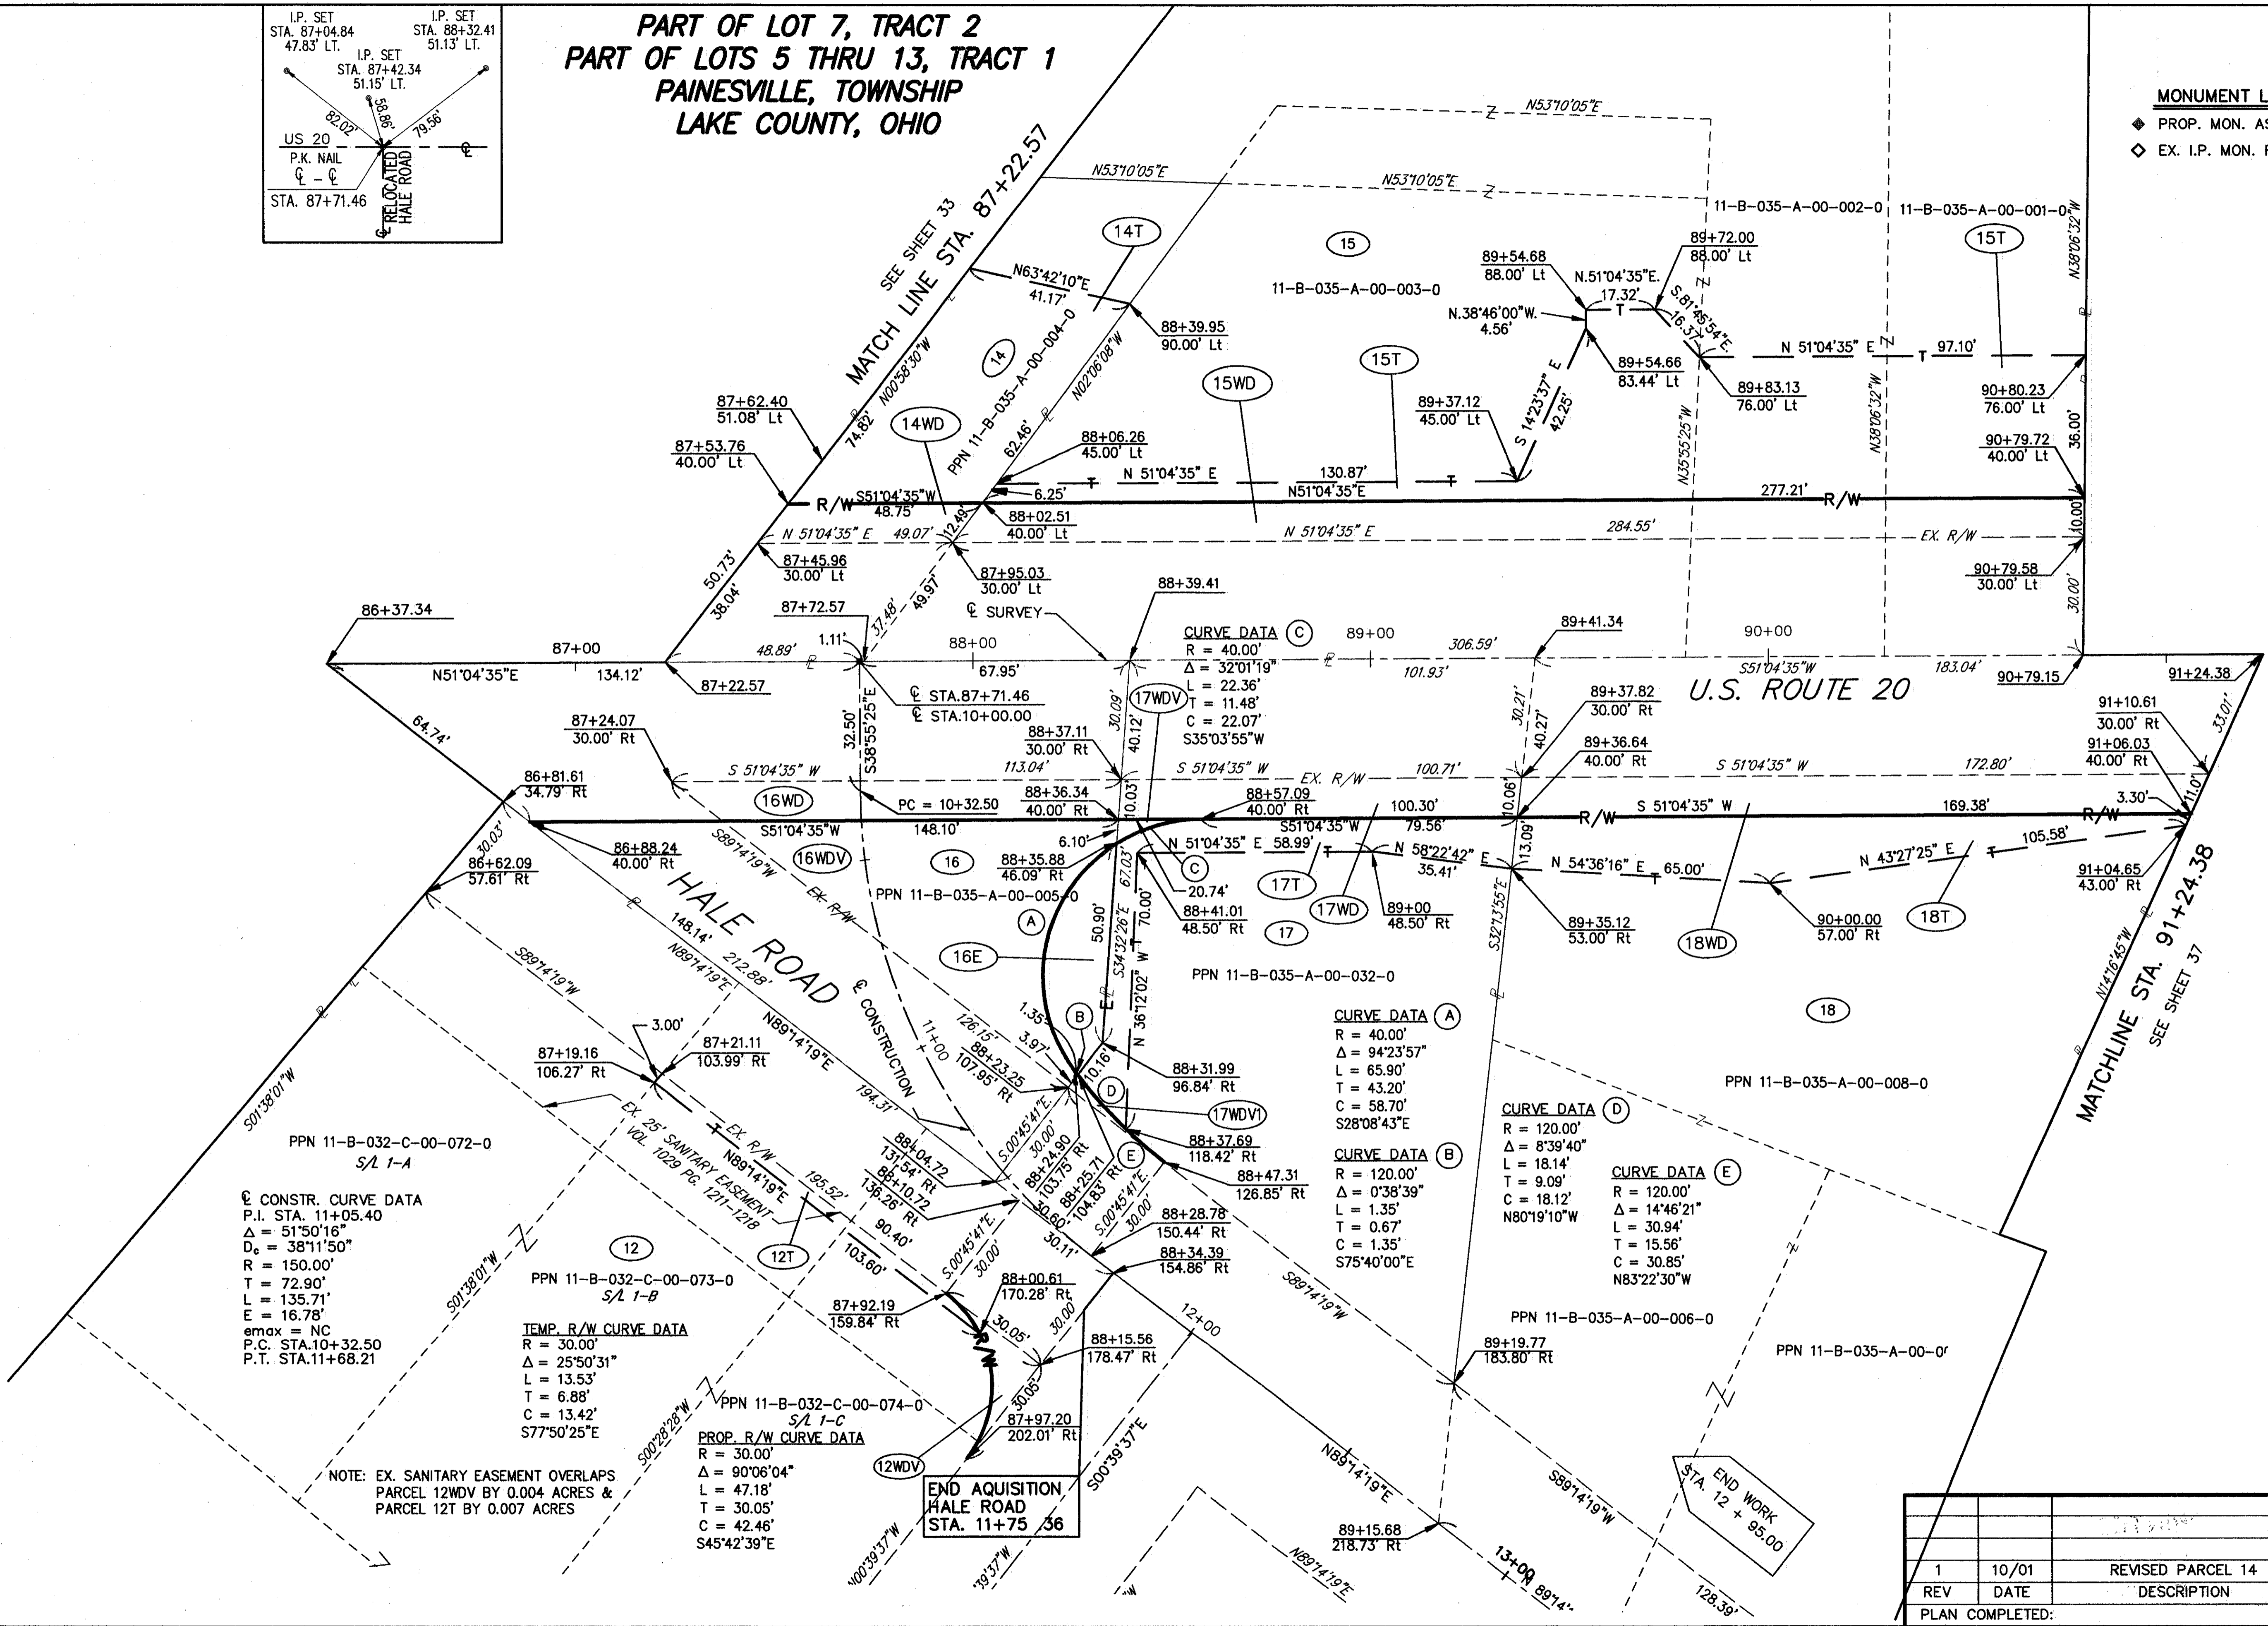 I.P. SET
STA. 87+04.84
47.83' LT.
I.P. SET
STA. 88+32.41
51.13' LT.
I.P. SET
STA. 87+42.34
51.15' LT.
82.02'
58.86'
79.56'
US 20
P.K. NAIL
℄ - ℄
STA. 87+71.46
℄ RELOCATED
HALE ROAD
℄
PART OF LOT 7, TRACT 2
PART OF LOTS 5 THRU 13, TRACT 1
PAINESVILLE, TOWNSHIP
LAKE COUNTY, OHIO
MONUMENT L
PROP. MON. AS
EX. I.P. MON. F
SEE SHEET 33
MATCH LINE STA. 87+22.57
N53°10'05"E
N53°10'05"E
N53°10'05"E
11-B-035-A-00-002-0
11-B-035-A-00-001-0
N38°06'32"W
14T
15
15T
N63°42'10"E
41.17'
11-B-035-A-00-003-0
89+54.68
88.00' Lt
89+72.00
88.00' Lt
N.51°04'35"E.
17.32'
T
S.81°45'54"E.
16.37'
N.38°46'00"W.
4.56'
88+39.95
90.00' Lt
14
PPN 11-B-035-A-00-004-0
N00°58'30"W
74.82'
N02°06'08"W
62.46'
15T
15WD
89+54.66
83.44' Lt
N 51°04'35" E
T
97.10'
89+83.13
76.00' Lt
90+80.23
76.00' Lt
87+62.40
51.08' Lt
14WD
89+37.12
45.00' Lt
S 14°23'37" E
42.25'
N35°55'25"W
N38°06'32"W
36.00'
87+53.76
40.00' Lt
88+06.26
45.00' Lt
90+79.72
40.00' Lt
T
N 51°04'35" E
130.87'
T
R/W
S51°04'35"W
48.75'
6.25'
N51°04'35"E
277.21'
R/W
12.49'
88+02.51
40.00' Lt
10.00'
N 51°04'35" E
49.07'
N 51°04'35" E
284.55'
EX. R/W
50.73'
38.04'
87+45.96
30.00' Lt
87+95.03
30.00' Lt
90+79.58
30.00' Lt
30.00'
37.48'
49.97'
86+37.34
87+72.57
℄ SURVEY
88+39.41
CURVE DATA C
R = 40.00'
Δ = 32°01'19"
L = 22.36'
T = 11.48'
C = 22.07'
S35°03'55"W
89+41.34
87+00
48.89'
1.11'
88+00
89+00
306.59'
90+00
N51°04'35"E
134.12'
87+22.57
67.95'
101.93'
S51°04'35"W
183.04'
90+79.15
91+24.38
℄ STA.87+71.46
℄ STA.10+00.00
U.S. ROUTE 20
17WDV
64.74'
87+24.07
30.00' Rt
32.50'
S38°55'25"E
30.09'
40.12'
88+37.11
30.00' Rt
30.21'
40.27'
89+37.82
30.00' Rt
89+36.64
40.00' Rt
91+10.61
30.00' Rt
91+06.03
40.00' Rt
33.01'
S 51°04'35" W
113.04'
S 51°04'35" W
EX. R/W
100.71'
S 51°04'35" W
172.80'
86+81.61
34.79' Rt
16WD
PC = 10+32.50
88+36.34
40.00' Rt
10.03'
88+57.09
40.00' Rt
100.30'
10.06'
R/W
S 51°04'35" W
169.38'
3.30'
R/W
11.01'
S51°04'35"W
148.10'
S51°04'35"W
79.56'
30.03'
86+88.24
40.00' Rt
S89°14'19"W
16WDV
16
6.10'
88+35.88
46.09' Rt
N 51°04'35" E
58.99'
T
C
N 58°22'42" E
35.41'
13.09'
N 54°36'16" E
T
65.00'
N 43°27'25" E
T
105.58'
86+62.09
57.61' Rt
PPN 11-B-035-A-00-005-0
67.03'
20.74'
17T
17WD
89+00
48.50' Rt
91+04.65
43.00' Rt
HALE ROAD
EX. R/W
A
70.00'
88+41.01
48.50' Rt
17
89+35.12
53.00' Rt
90+00.00
57.00' Rt
18T
18WD
148.14'
N89°14'19"E
212.88'
50.90'
S34°32'26"E
16E
E
N 36°12'02" W
T
PPN 11-B-035-A-00-032-0
S32°13'55"E
S89°14'19"W
18
N14°16'45"W
MATCHLINE STA. 91+24.38
SEE SHEET 37
℄ CONSTRUCTION
11+00
126.15'
1.35'
3.97'
B
88+23.25
107.95' Rt
10.16'
88+31.99
96.84' Rt
CURVE DATA A
R = 40.00'
Δ = 94°23'57"
L = 65.90'
T = 43.20'
C = 58.70'
S28°08'43"E
3.00'
87+21.11
103.99' Rt
87+19.16
106.27' Rt
N89°14'19"E
194.31'
D
17WDV1
88+37.69
118.42' Rt
PPN 11-B-035-A-00-008-0
S01°38'01"W
PPN 11-B-032-C-00-072-0
S/L 1-A
EX. 25' SANITARY EASEMENT
VOL. 1029 PG. 1211-1218
T
EX. R/W
N89°14'19"E
195.52'
88+04.72
131.54' Rt
88+10.72
136.26' Rt
S.00°45'41"E.
30.00'
88+24.90
103.75' Rt
88+25.71
104.83' Rt
E
88+47.31
126.85' Rt
CURVE DATA B
R = 120.00'
Δ = 0°38'39"
L = 1.35'
T = 0.67'
C = 1.35'
S75°40'00"E
CURVE DATA D
R = 120.00'
Δ = 8°39'40"
L = 18.14'
T = 9.09'
C = 18.12'
N80°19'10"W
CURVE DATA E
R = 120.00'
Δ = 14°46'21"
L = 30.94'
T = 15.56'
C = 30.85'
N83°22'30"W
℄ CONSTR. CURVE DATA
P.I. STA. 11+05.40
Δ = 51°50'16"
Dc = 38°11'50"
R = 150.00'
T = 72.90'
L = 135.71'
E = 16.78'
emax = NC
P.C. STA.10+32.50
P.T. STA.11+68.21
S01°38'01"W
12
PPN 11-B-032-C-00-073-0
S/L 1-B
12T
90.40'
103.60'
S.00°45'41"E.
30.00'
30.60'
30.11'
S.00°45'41"E.
30.00'
88+28.78
150.44' Rt
88+34.39
154.86' Rt
87+92.19
159.84' Rt
88+00.61
170.28' Rt
30.05'
30.00'
R/W
88+15.56
178.47' Rt
12+00
S89°14'19"W
PPN 11-B-035-A-00-006-0
89+19.77
183.80' Rt
PPN 11-B-035-A-00-0
TEMP. R/W CURVE DATA
R = 30.00'
Δ = 25°50'31"
L = 13.53'
T = 6.88'
C = 13.42'
S77°50'25"E
PPN 11-B-032-C-00-074-0
S/L 1-C
PROP. R/W CURVE DATA
R = 30.00'
Δ = 90°06'04"
L = 47.18'
T = 30.05'
C = 42.46'
S45°42'39"E
S00°28'28"W
30.05'
87+97.20
202.01' Rt
12WDV
END AQUISITION
HALE ROAD
STA. 11+75 .36
S00°39'37"E
N00°39'37"W
°39'37"W
"W
NOTE: EX. SANITARY EASEMENT OVERLAPS
PARCEL 12WDV BY 0.004 ACRES &
PARCEL 12T BY 0.007 ACRES
N89°14'19"E
N89°14'19"E
89+15.68
218.73' Rt
13+00
N 89°14'
S89°14'19"W
128.39'
END WORK
STA. 12 + 95.00
1 10/01 REVISED PARCEL 14
REV DATE DESCRIPTION
PLAN COMPLETED: